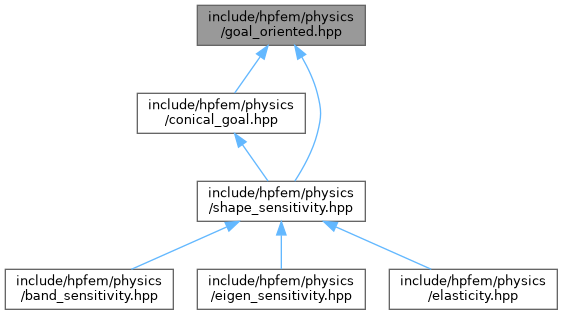 include/hpfem/physics
/goal_oriented.hpp
include/hpfem/physics
/conical_goal.hpp
include/hpfem/physics
/shape_sensitivity.hpp
include/hpfem/physics
/band_sensitivity.hpp
include/hpfem/physics
/eigen_sensitivity.hpp
include/hpfem/physics
/elasticity.hpp